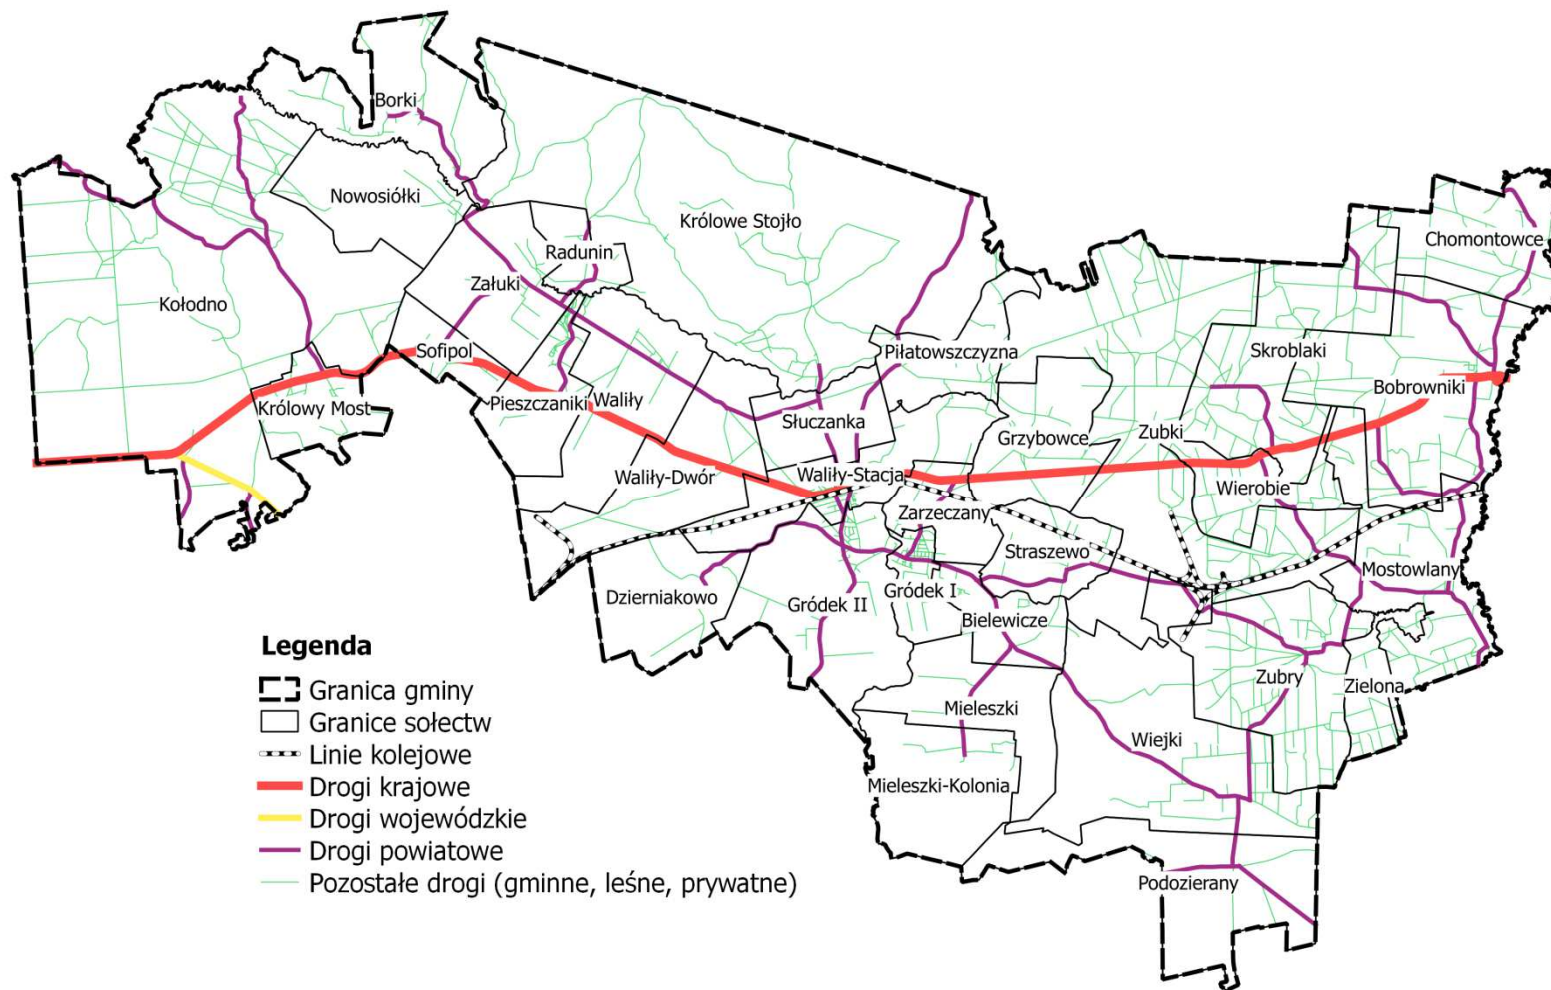 Borki
Nowosiółki
Królowe Stojło
Chomontowce
Radunin
Załuki
Kołodno
Sofipol
Piłatowszczyzna
Skroblaki
Bobrowniki
Królowy Most
Pieszczaniki
Waliły
Słuczanka
Grzybowce
Zubki
Waliły-Dwór
Waliły-Stacja
Wierobie
Zarzeczany
Straszewo
Mostowlany
Dzierniakowo
Gródek II
Gródek I
Bielewicze
Zubry
Zielona
Mieleszki
Wiejki
Mieleszki-Kolonia
Podozierany
Legenda
Granica gminy
Granice sołectw
Linie kolejowe
Drogi krajowe
Drogi wojewódzkie
Drogi powiatowe
Pozostałe drogi (gminne, leśne, prywatne)